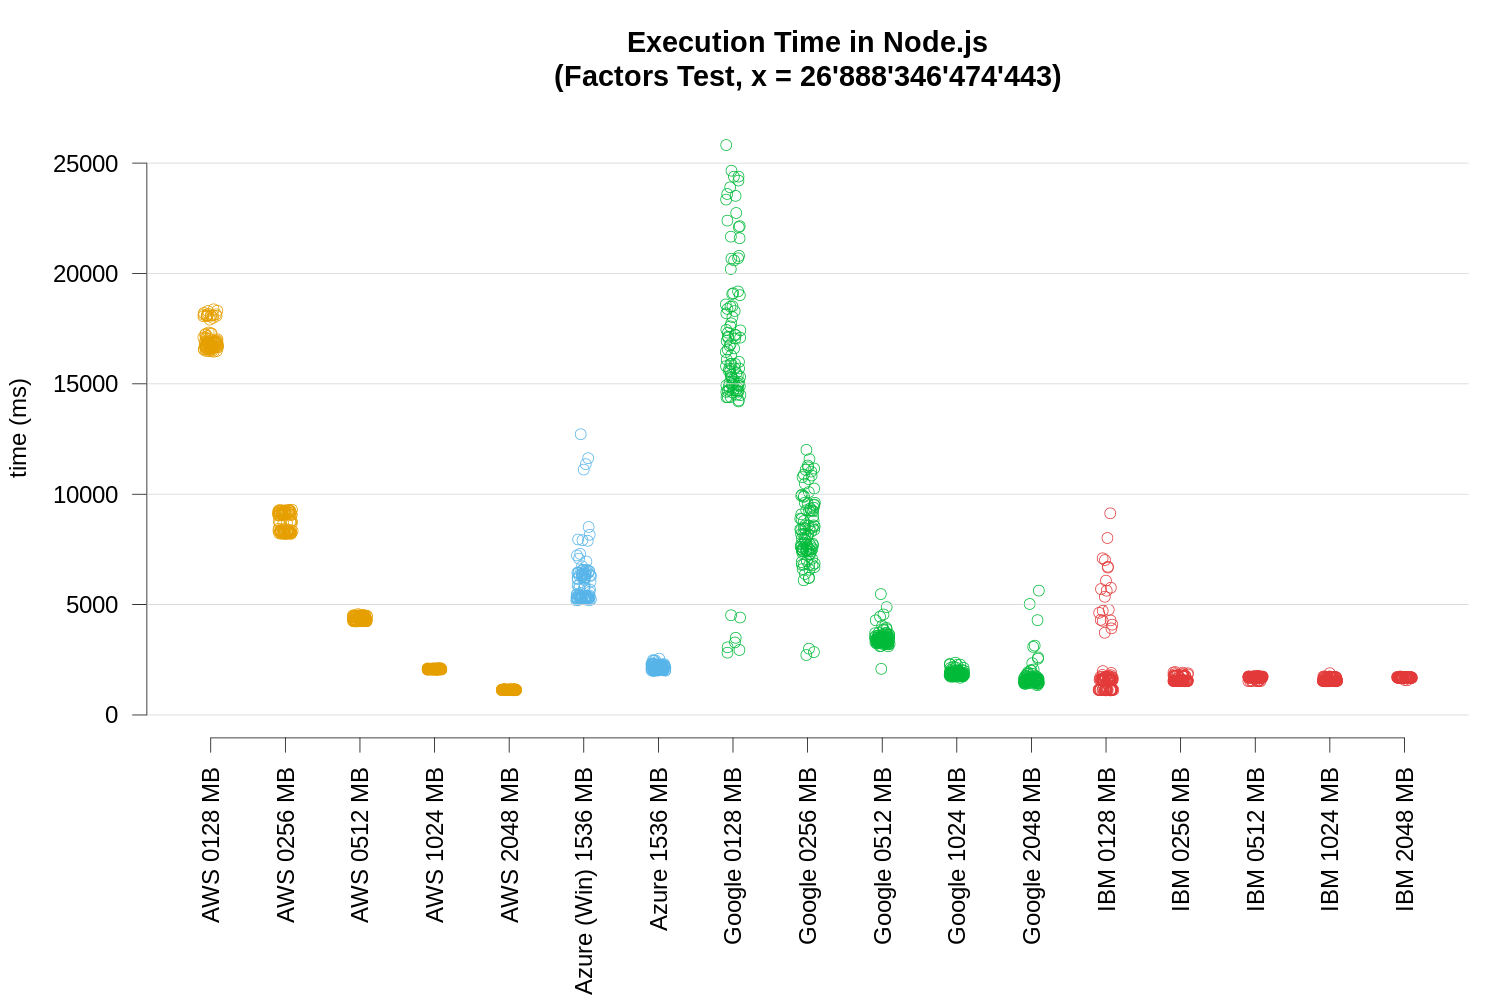 Execution Time in Node.js
(Factors Test, x = 26'888'346'474'443)
time (ms)
25000
20000
15000
10000
5000
0
AWS 0128 MB
AWS 0256 MB
AWS 0512 MB
AWS 1024 MB
AWS 2048 MB
Azure (Win) 1536 MB
Azure 1536 MB
Google 0128 MB
Google 0256 MB
Google 0512 MB
Google 1024 MB
Google 2048 MB
IBM 0128 MB
IBM 0256 MB
IBM 0512 MB
IBM 1024 MB
IBM 2048 MB